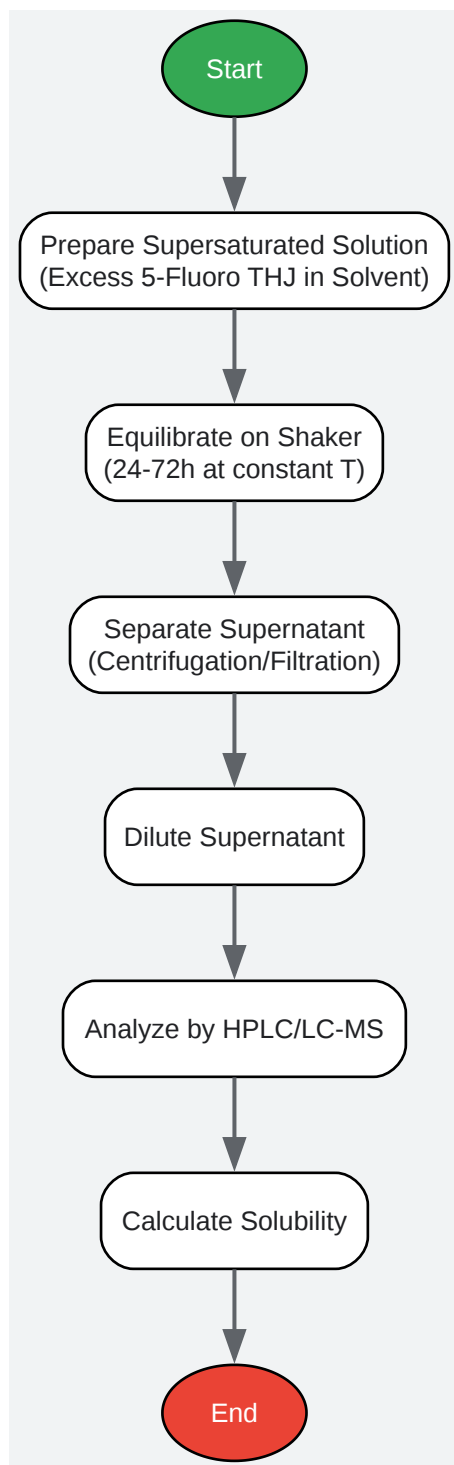 Start
Prepare Supersaturated Solution
(Excess 5-Fluoro THJ in Solvent)
Equilibrate on Shaker
(24-72h at constant T)
Separate Supernatant
(Centrifugation/Filtration)
Dilute Supernatant
Analyze by HPLC/LC-MS
Calculate Solubility
End